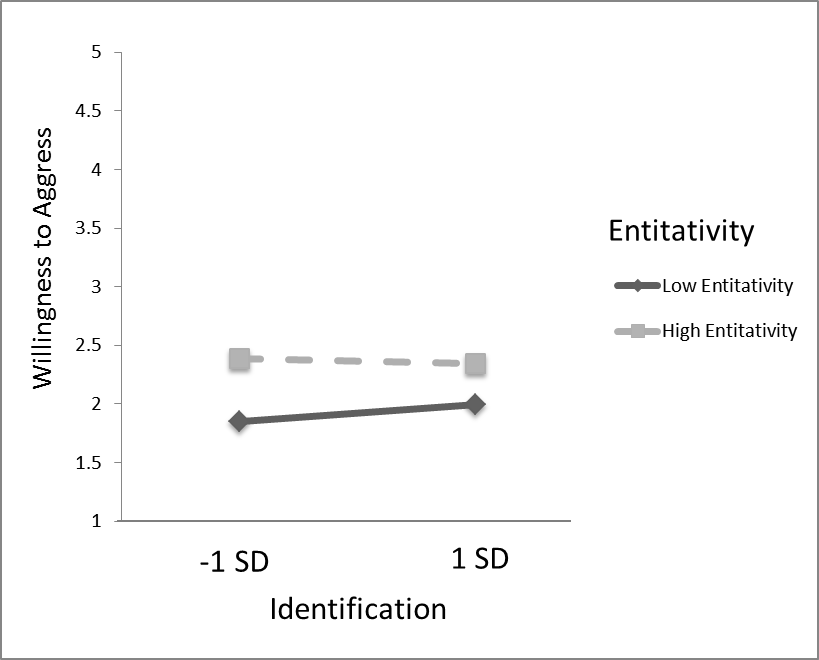 5
4.5
4
3.5
3
2.5
2
1.5
1
Willingness to Aggress
-1 SD
1 SD
Identification
Entitativity
Low Entitativity
High Entitativity